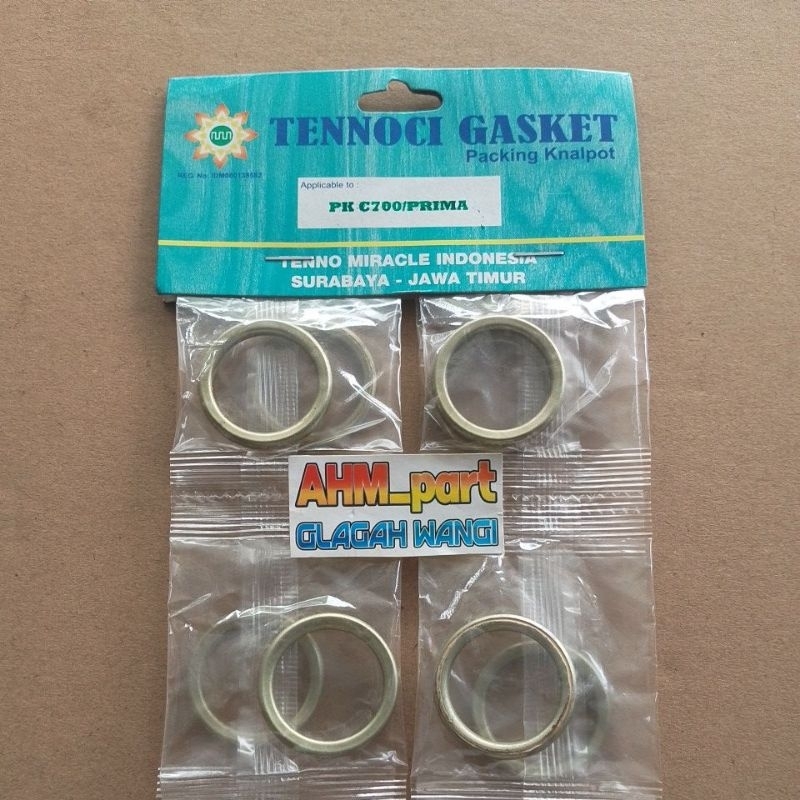 TENNOCI GASKET
Packing Knalpot
Applicable to :
PK C700/PRIMA
TENNO MIRACLE INDONESIA
SURABAYA - JAWA TIMUR
AHM_part
GLAGAH WANGI